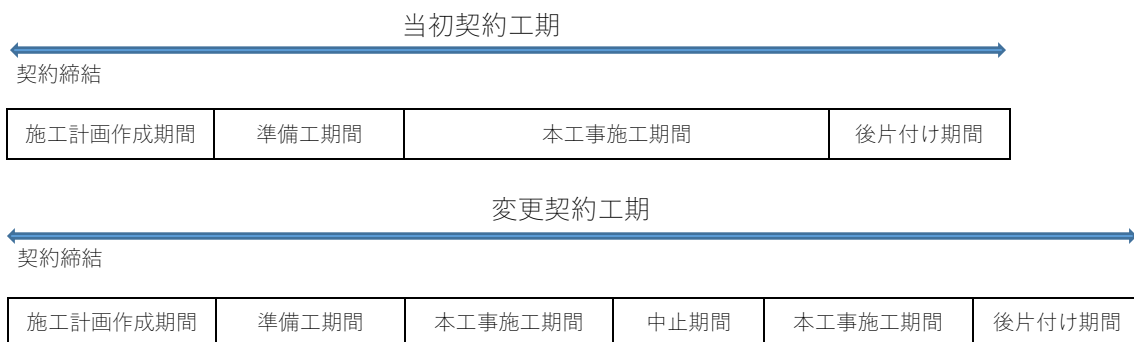 当初契約工期
契約締結
施工計画作成期間 準備工期間 本工事施工期間 後片付け期間
変更契約工期
契約締結
施工計画作成期間 準備工期間 本工事施工期間 中止期間 本工事施工期間 後片付け期間